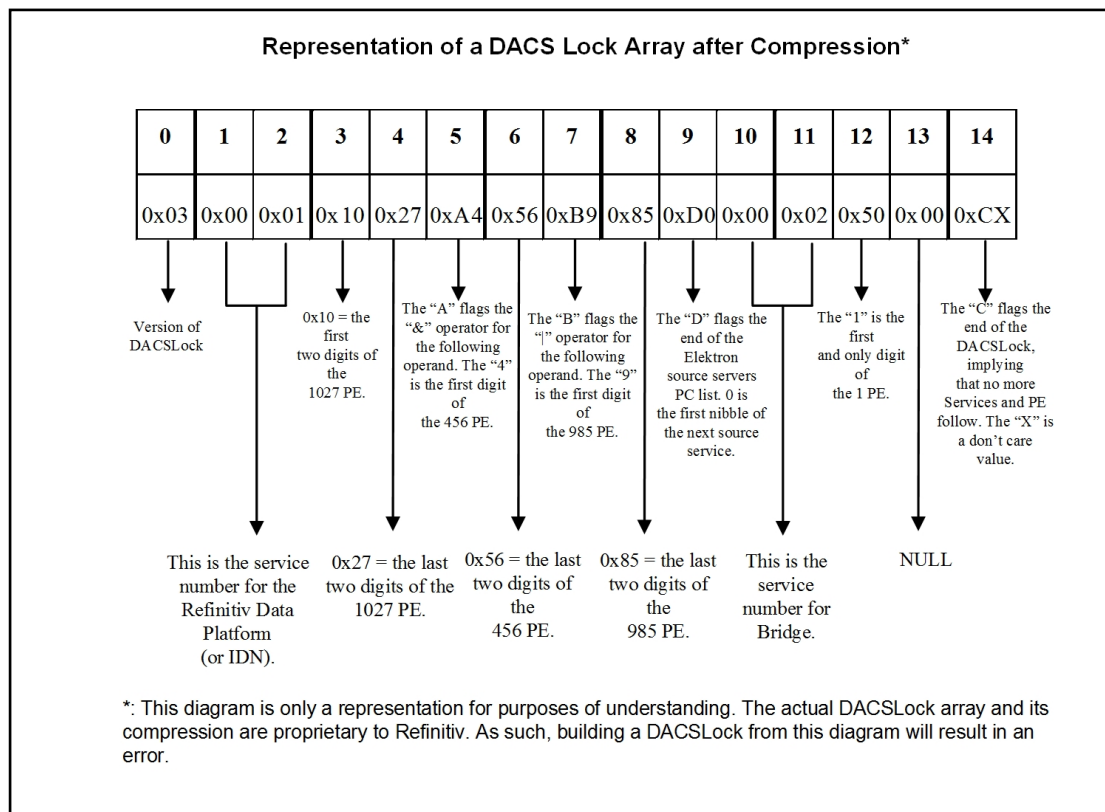 Representation of a DACS Lock Array after Compression*
0 1 2 3 4 5 6 7 8 9 10 11 12 13 14
0x03 0x00 0x01 0x10 0x27 0xA4 0x56 0xB9 0x85 0xD0 0x00 0x02 0x50 0x00 0xCX
Version of
DACSLock
0x10 = the
first
two digits of
the
1027 PE.
The “A” flags the
“&” operator for
the following
operand. The “4”
is the first digit
of
the 456 PE.
The “B” flags the
“|” operator for
the following
operand. The “9”
is the first digit
of
the 985 PE.
The “D” flags the
end of the
Elektron
source servers
PC list. 0 is
the first nibble of
the next source
service.
The “1” is the
first
and only digit
of
the 1 PE.
The “C” flags the
end of the
DACSLock,
implying
that no more
Services and PE
follow. The “X” is
a don’t care
value.
This is the service
number for the
Refinitiv Data
Platform
(or IDN).
0x27 = the last
two digits of the
1027 PE.
0x56 = the last
two digits of
the
456 PE.
0x85 = the last
two digits of
the
985 PE.
This is the
service
number for
Bridge.
NULL
*: This diagram is only a representation for purposes of understanding. The actual DACSLock array and its
compression are proprietary to Refinitiv. As such, building a DACSLock from this diagram will result in an
error.